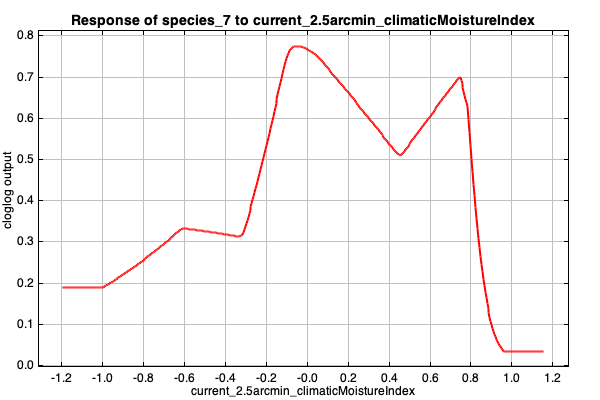 Response of species_7 to current_2.5arcmin_climaticMoistureIndex
cloglog output
0.8
0.7
0.6
0.5
0.4
0.3
0.2
0.1
0.0
-1.2 -1.0 -0.8 -0.6 -0.4 -0.2 -0.0 0.2 0.4 0.6 0.8 1.0 1.2
current_2.5arcmin_climaticMoistureIndex